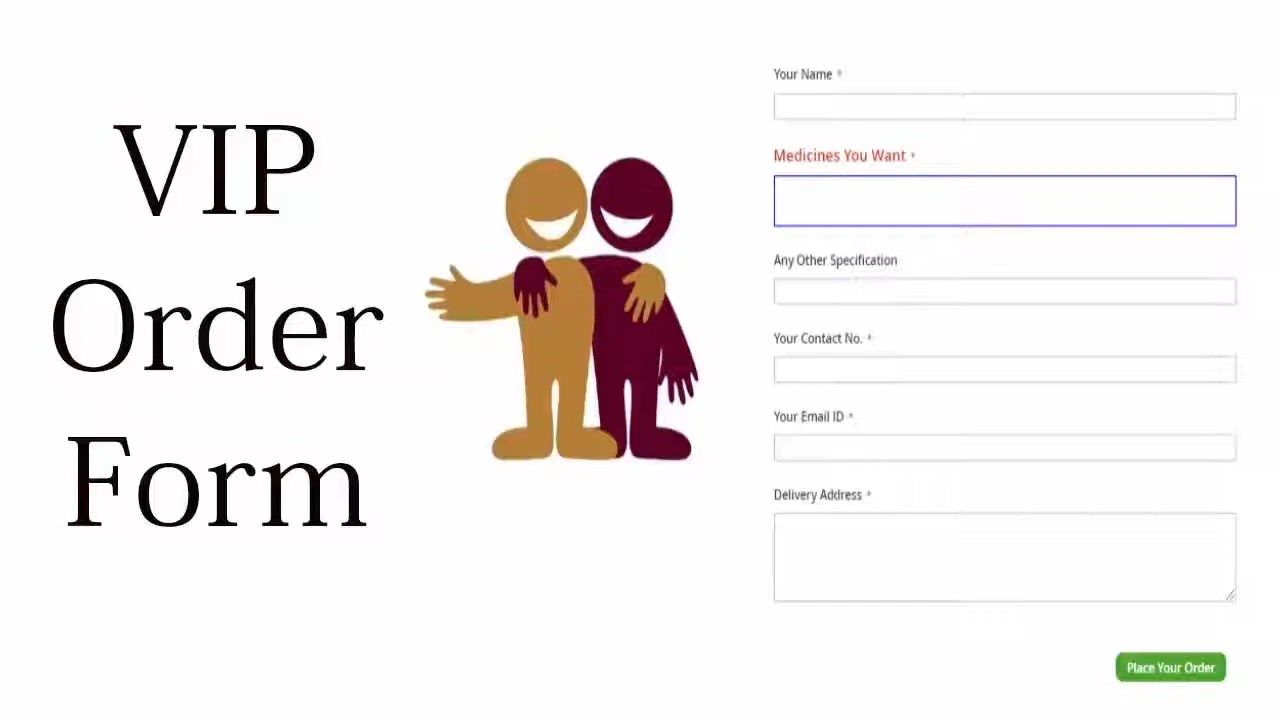 VIP
Order
Form
Your Name *
Medicines You Want *
Any Other Specification
Your Contact No. *
Your Email ID *
Delivery Address *
Place Your Order